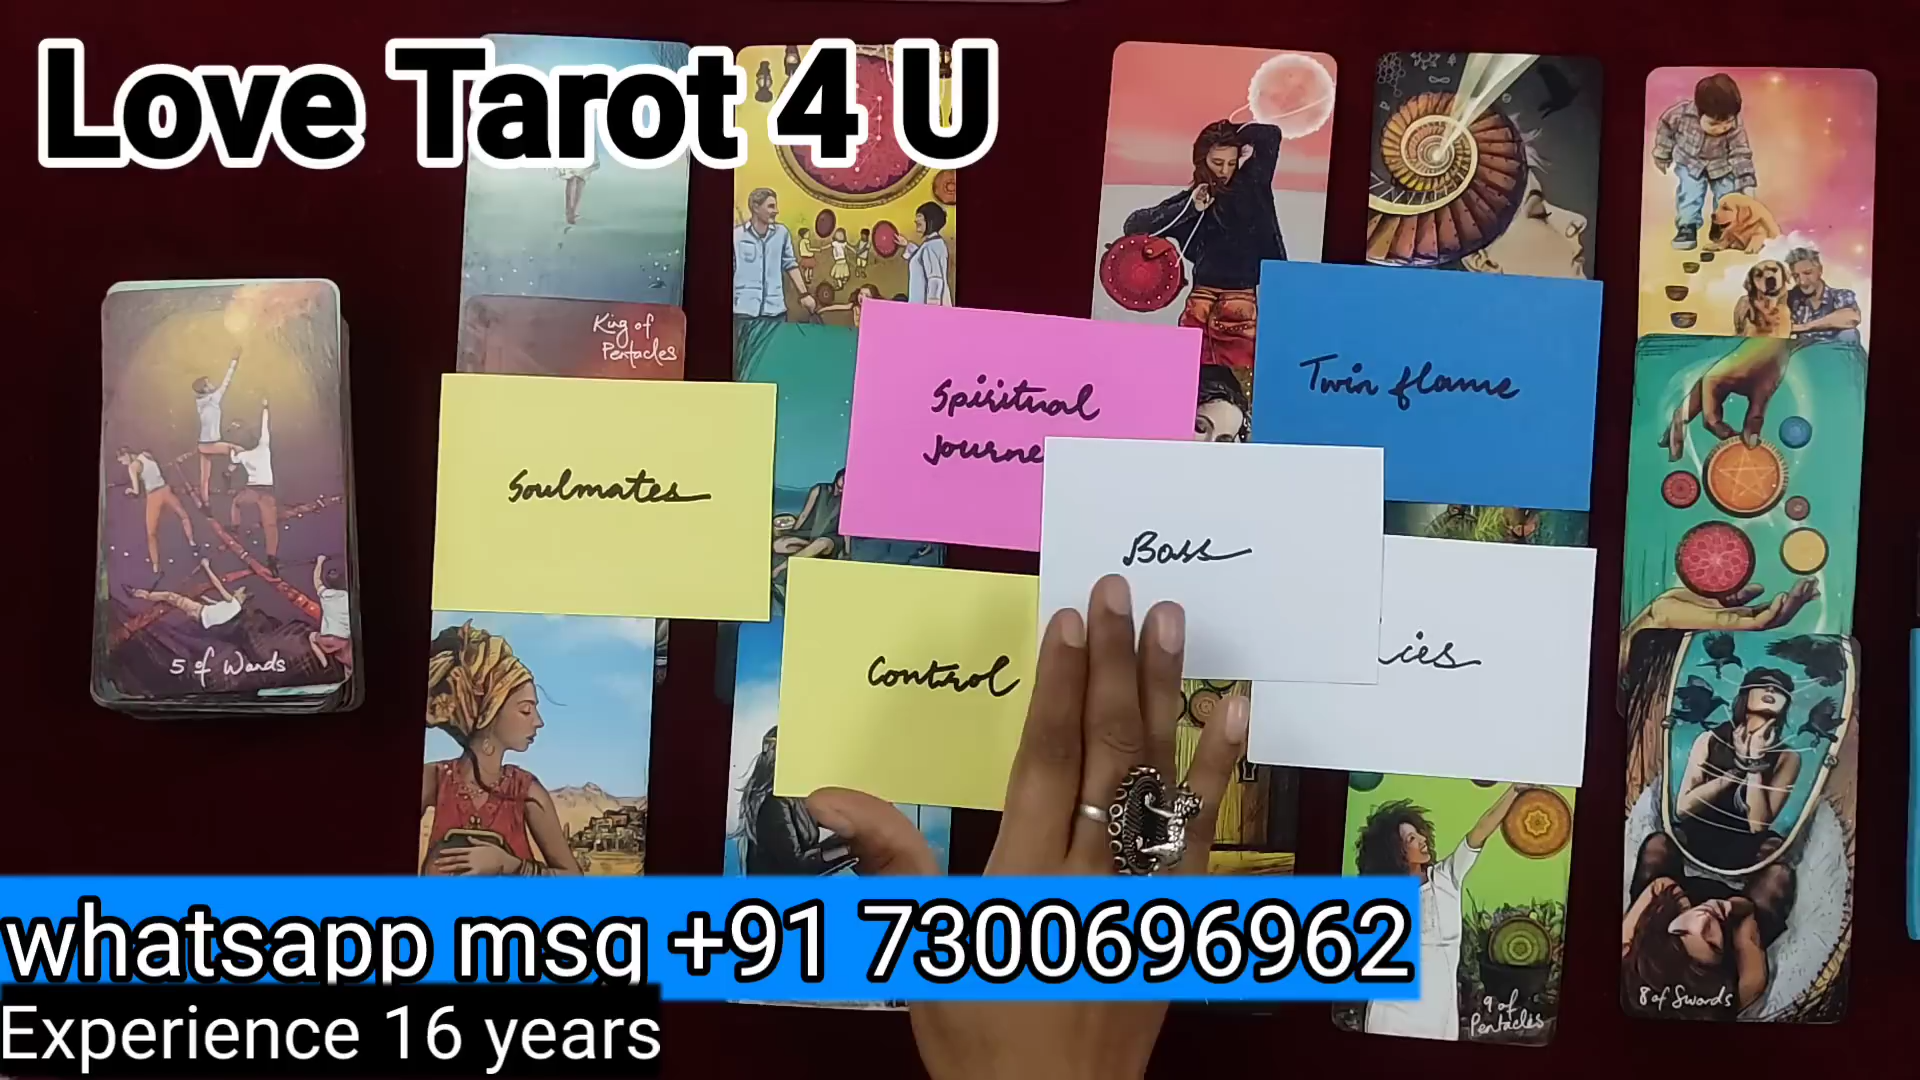 Love Tarot 4 U
King of
Pentacles
Spiritual
Journe
Twin flame
Soulmates
Boss
Control
5 of Wands
9 of
Pentacles
8 of Swords
whatsapp msg +91 7300696962
Experience 16 years